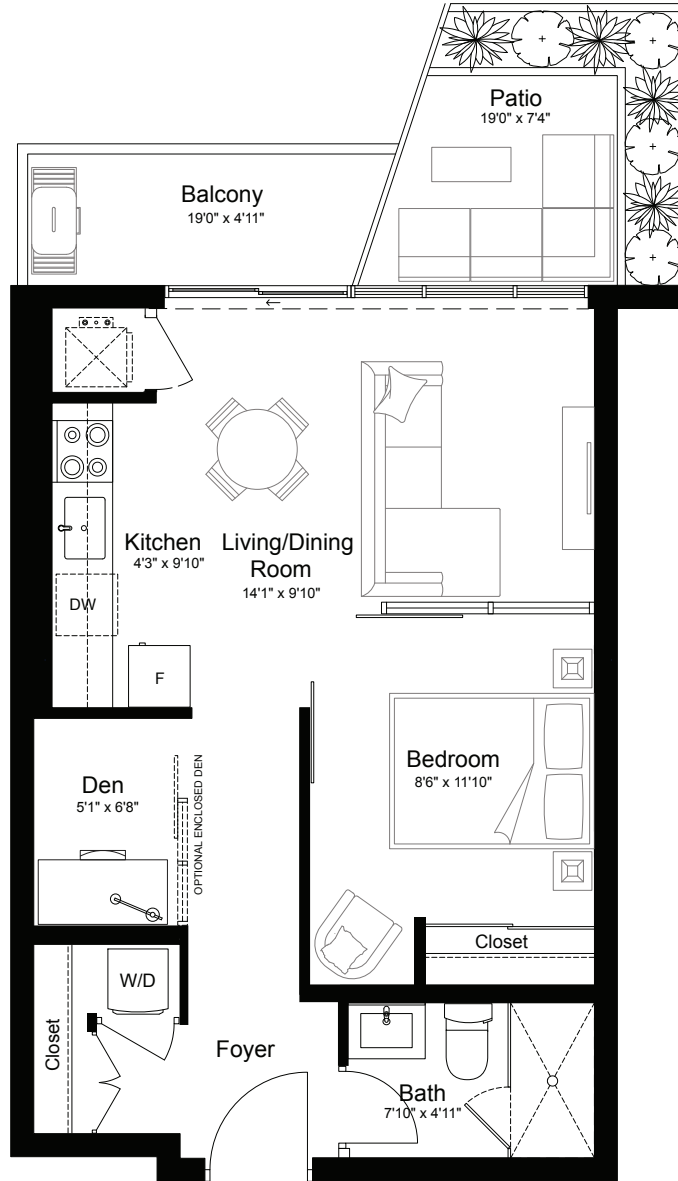 Patio
19'0" x 7'4"
Balcony
19'0" x 4'11"
Kitchen
4'3" x 9'10"
Living/Dining
Room
14'1" x 9'10"
DW
F
Bedroom
8'6" x 11'10"
Den
5'1" x 6'8"
OPTIONAL ENCLOSED DEN
Closet
W/D
Closet
Foyer
Bath
7'10" x 4'11"